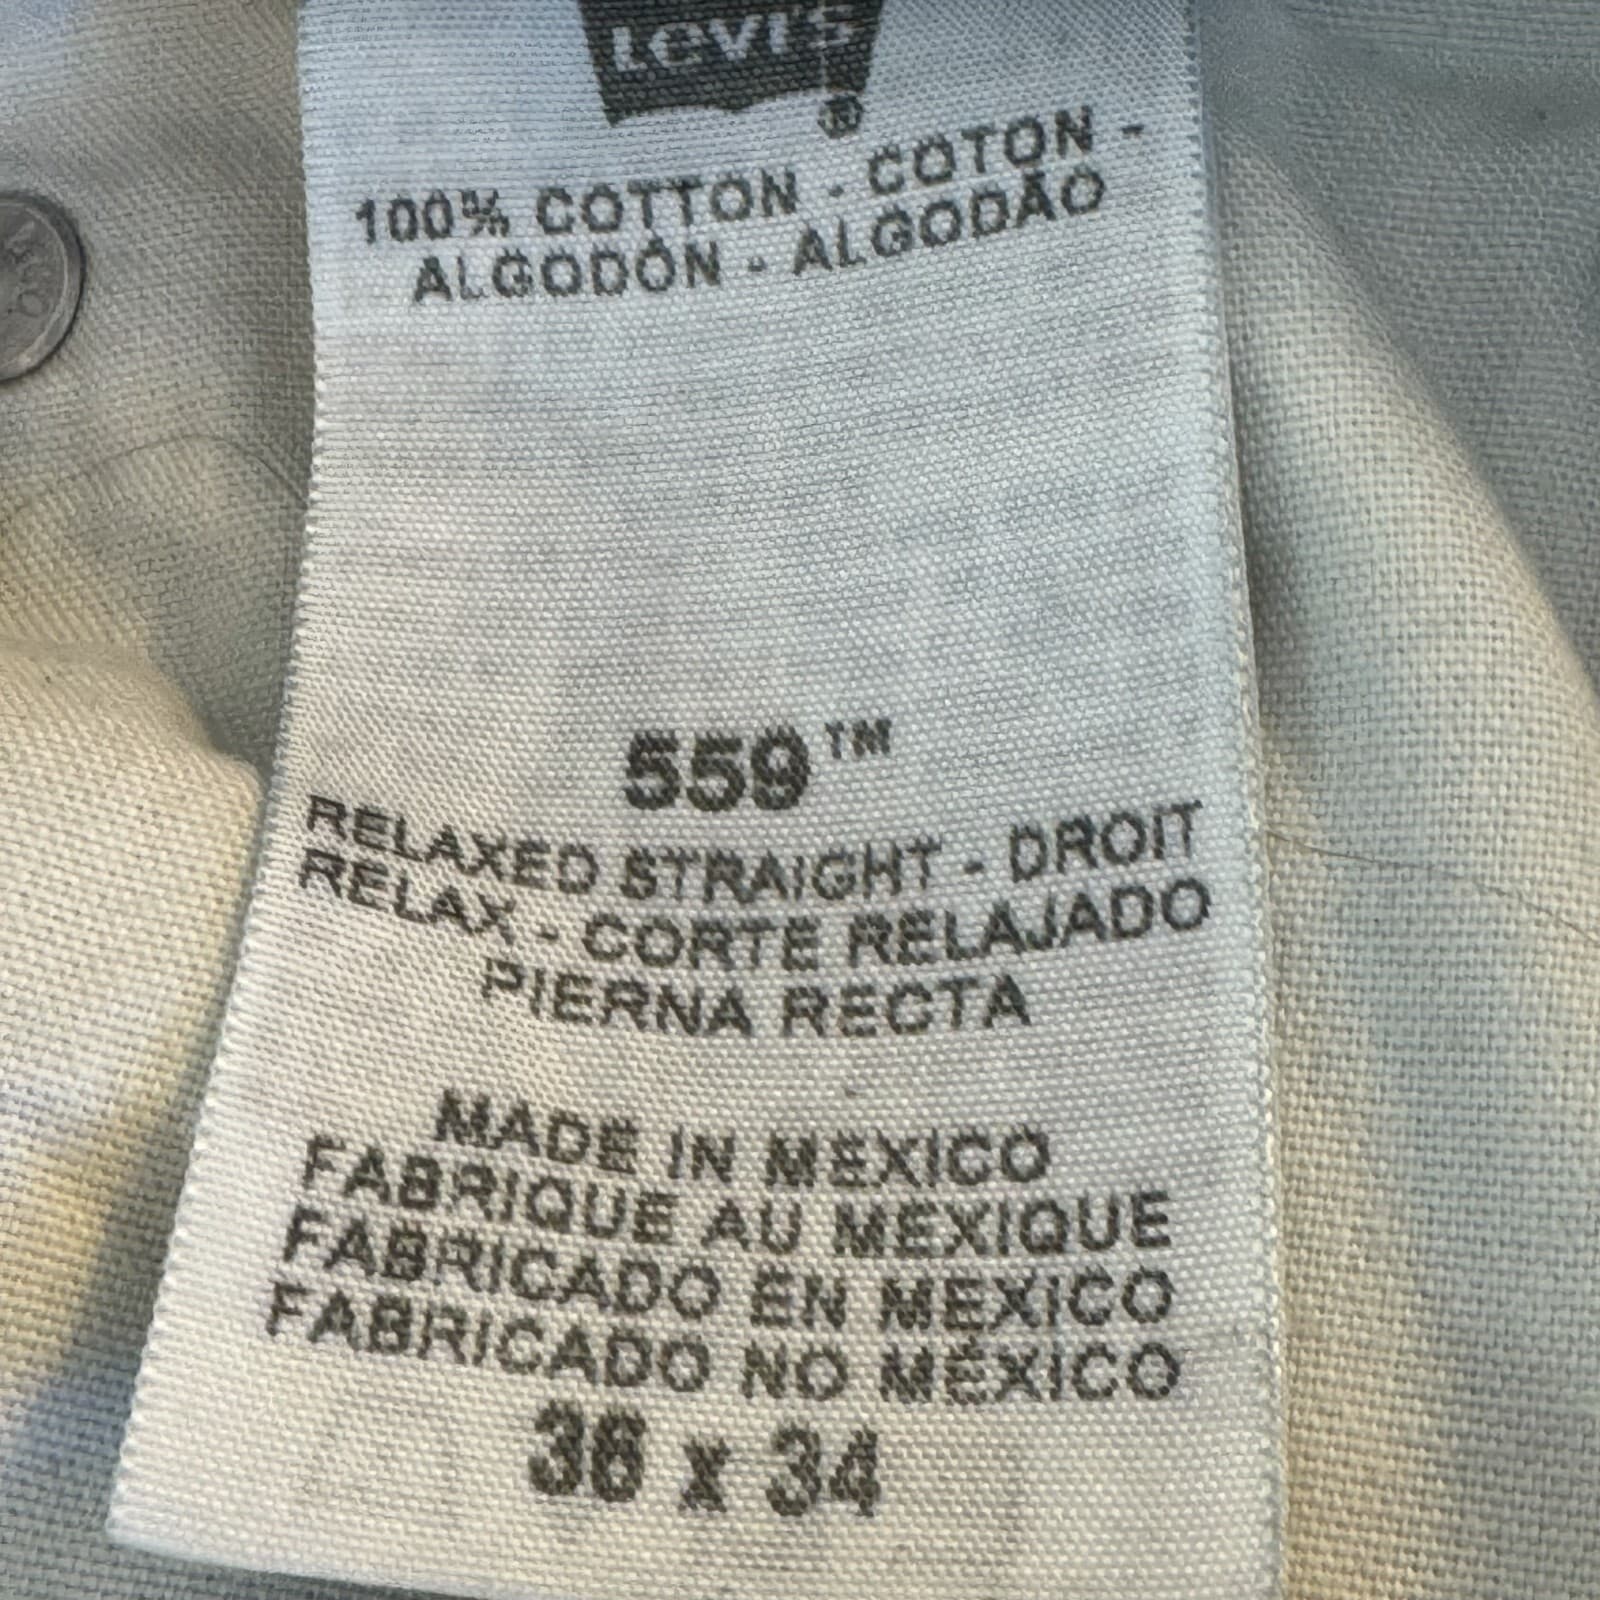 Levi's
®
100% COTTON - COTON -
ALGODÓN - ALGODÃO
559™
RELAXED STRAIGHT - DROIT
RELAX - CORTE RELAJADO
PIERNA RECTA
MADE IN MEXICO
FABRIQUE AU MEXIQUE
FABRICADO EN MEXICO
FABRICADO NO MÉXICO
36 x 34